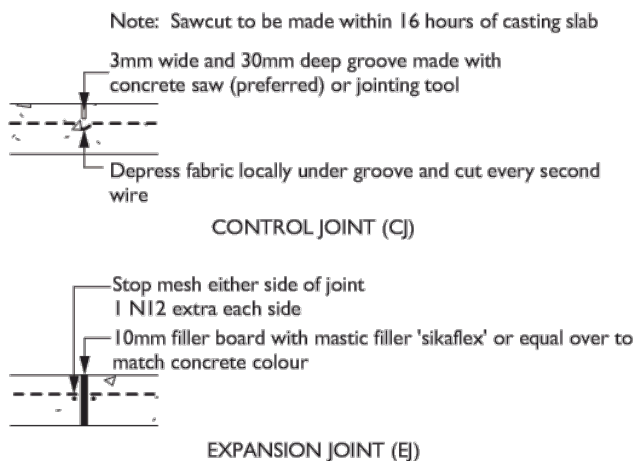 Note: Sawcut to be made within 16 hours of casting slab
3mm wide and 30mm deep groove made with
concrete saw (preferred) or jointing tool
Depress fabric locally under groove and cut every second
wire
CONTROL JOINT (CJ)
Stop mesh either side of joint
1 N12 extra each side
10mm filler board with mastic filler 'sikaflex' or equal over to
match concrete colour
EXPANSION JOINT (EJ)